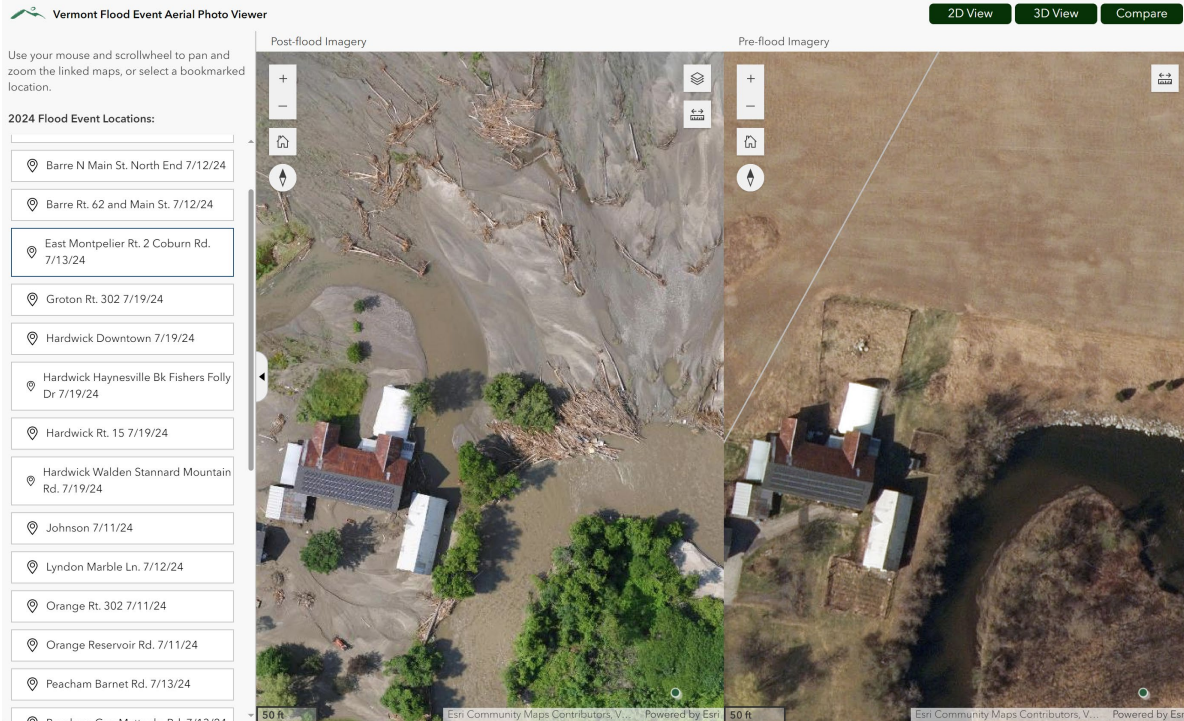 Vermont Flood Event Aerial Photo Viewer
2D View
3D View
Compare
Use your mouse and scrollwheel to pan and
zoom the linked maps, or select a bookmarked
location.
2024 Flood Event Locations:
Barre N Main St. North End 7/12/24
Barre Rt. 62 and Main St. 7/12/24
East Montpelier Rt. 2 Coburn Rd.
7/13/24
Groton Rt. 302 7/19/24
Hardwick Downtown 7/19/24
Hardwick Haynesville Bk Fishers Folly
Dr 7/19/24
Hardwick Rt. 15 7/19/24
Hardwick Walden Stannard Mountain
Rd. 7/19/24
Johnson 7/11/24
Lyndon Marble Ln. 7/12/24
Orange Rt. 302 7/11/24
Orange Reservoir Rd. 7/11/24
Peacham Barnet Rd. 7/13/24
Post-flood Imagery
+
−
50 ft
Esri Community Maps Contributors, V...
Powered by Esri
Pre-flood Imagery
+
−
50 ft
Esri Community Maps Contributors, V...
Powered by Esri